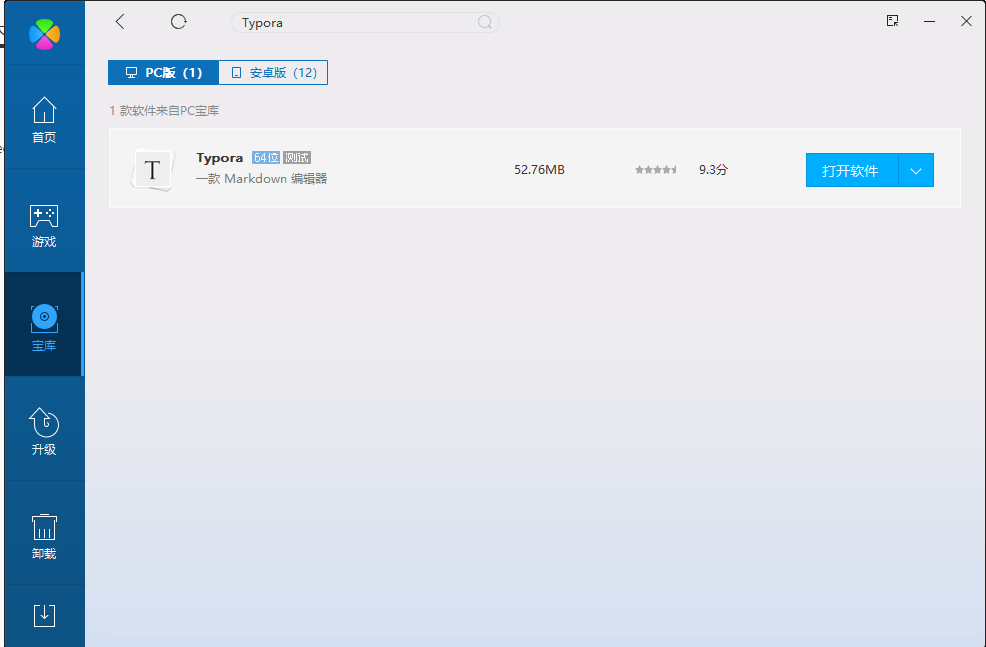 Typora
首页
游戏
宝库
升级
卸载
PC版 (1)
安卓版 (12)
1 款软件来自PC宝库
T
Typora 64位 测试
一款 Markdown 编辑器
52.76MB
9.3分
打开软件